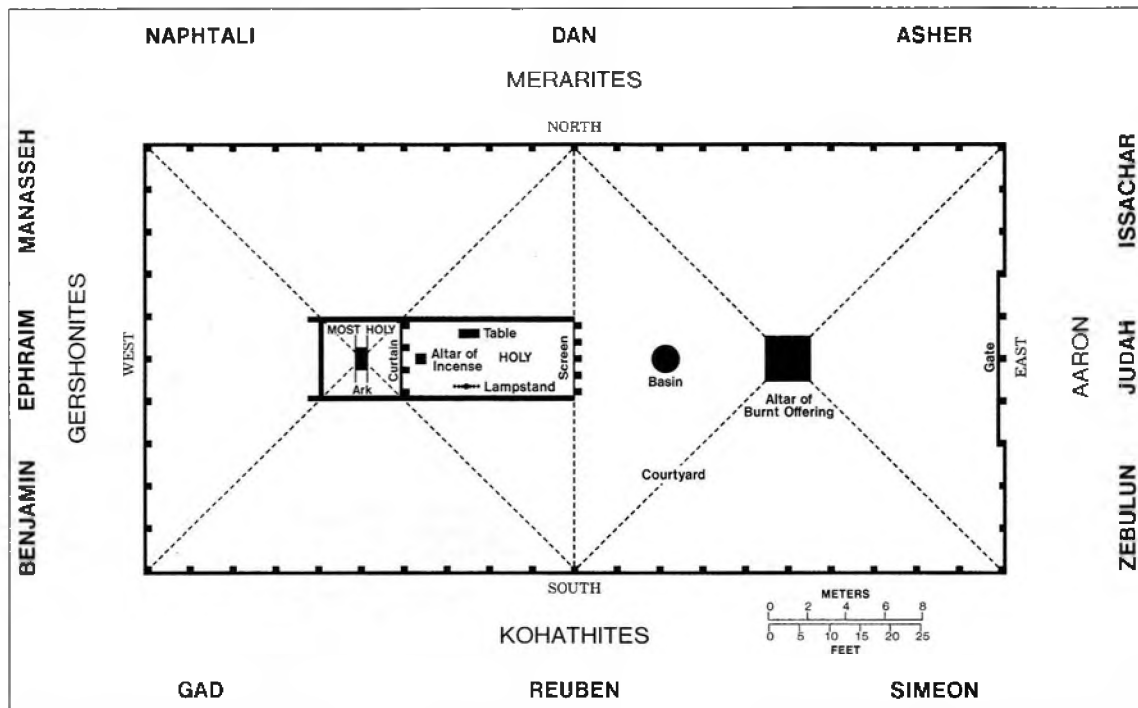 NAPHTALI DAN ASHER
MERARITES
NORTH
MANASSEH
EPHRAIM
BENJAMIN
GERSHONITES
WEST
MOST HOLY
Ark
Curtain
Table
Altar of
Incense
HOLY
Lampstand
Screen
Basin
Altar of
Burnt Offering
Courtyard
Gate
EAST
AARON
ISSACHAR
JUDAH
ZEBULUN
SOUTH
KOHATHITES
METERS
0 2 4 6 8
0 5 10 15 20 25
FEET
GAD REUBEN SIMEON